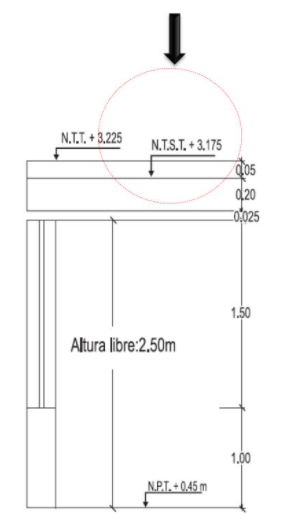 N.T.T. + 3.225
N.T.S.T. + 3.175
0.05
0.20
0.025
1.50
Altura libre:2.50m
1.00
N.P.T. + 0.45 m